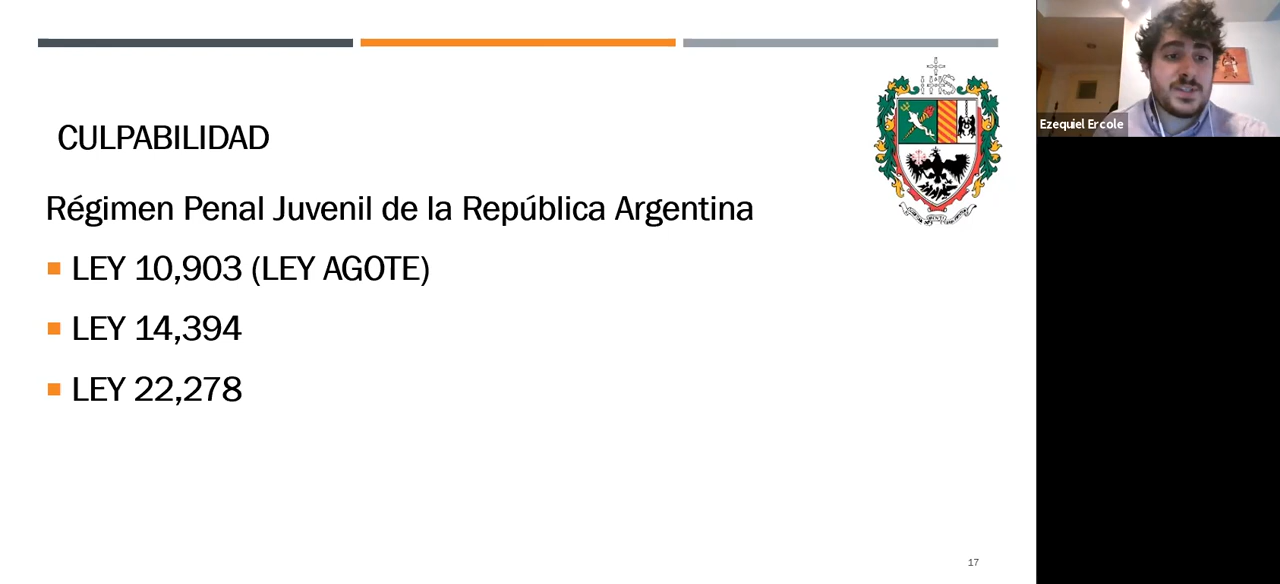 CULPABILIDAD
Régimen Penal Juvenil de la República Argentina
LEY 10,903 (LEY AGOTE)
LEY 14,394
LEY 22,278
17
Ezequiel Ercole
IHS